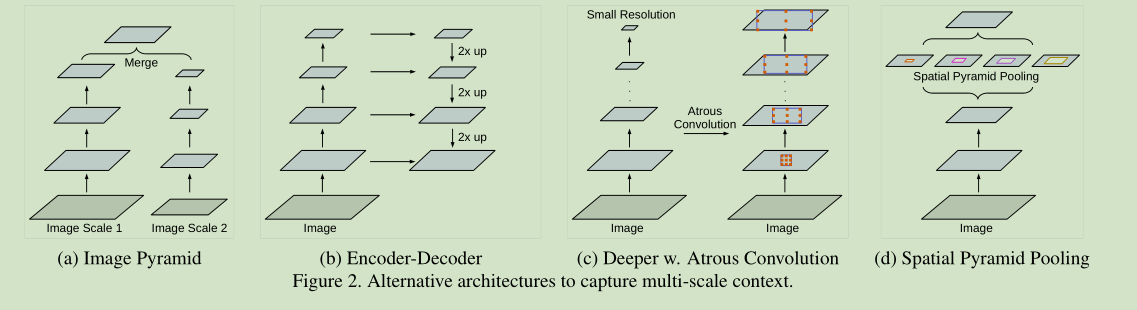 Merge
Image Scale 1
Image Scale 2
(a) Image Pyramid
2x up
2x up
2x up
Image
(b) Encoder-Decoder
Small Resolution
Atrous
Convolution
Image
Image
(c) Deeper w. Atrous Convolution
Spatial Pyramid Pooling
Image
(d) Spatial Pyramid Pooling
Figure 2. Alternative architectures to capture multi-scale context.